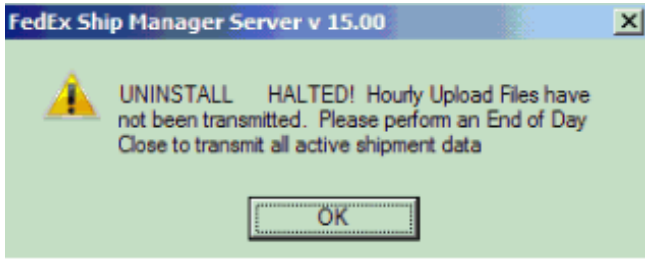 FedEx Ship Manager Server v 15.00
UNINSTALL HALTED! Hourly Upload Files have
not been transmitted. Please perform an End of Day
Close to transmit all active shipment data
OK